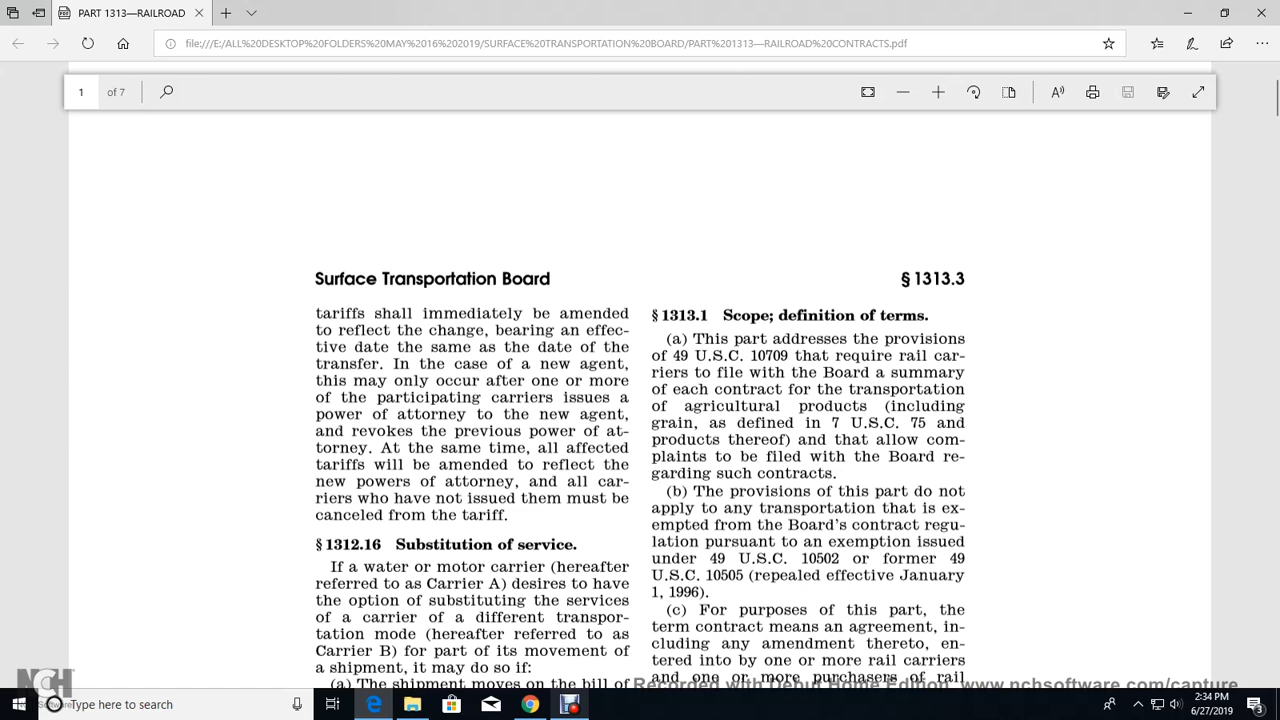 PART 1313—RAILROAD
file:///E:/ALL%20DESKTOP%20FOLDERS%20MAY%2016%202019/SURFACE%20TRANSPORTATION%20BOARD/PART%201313—RAILROAD%20CONTRACTS.pdf
1 of 7
Surface Transportation Board
§ 1313.3
tariffs shall immediately be amended
to reflect the change, bearing an effec-
tive date the same as the date of the
transfer. In the case of a new agent,
this may only occur after one or more
of the participating carriers issues a
power of attorney to the new agent,
and revokes the previous power of at-
torney. At the same time, all affected
tariffs will be amended to reflect the
new powers of attorney, and all car-
riers who have not issued them must be
canceled from the tariff.
§ 1312.16 Substitution of service.
If a water or motor carrier (hereafter
referred to as Carrier A) desires to have
the option of substituting the services
of a carrier of a different transpor-
tation mode (hereafter referred to as
Carrier B) for part of its movement of
a shipment, it may do so if:
(a) The shipment moves on the bill of
§ 1313.1 Scope; definition of terms.
(a) This part addresses the provisions
of 49 U.S.C. 10709 that require rail car-
riers to file with the Board a summary
of each contract for the transportation
of agricultural products (including
grain, as defined in 7 U.S.C. 75 and
products thereof) and that allow com-
plaints to be filed with the Board re-
garding such contracts.
(b) The provisions of this part do not
apply to any transportation that is ex-
empted from the Board's contract regu-
lation pursuant to an exemption issued
under 49 U.S.C. 10502 or former 49
U.S.C. 10505 (repealed effective January
1, 1996).
(c) For purposes of this part, the
term contract means an agreement, in-
cluding any amendment thereto, en-
tered into by one or more rail carriers
and one or more purchasers of rail
Recorded with Debut Home Edition. www.nchsoftware.com/capture
NCH
Software
Type here to search
2:34 PM
6/27/2019